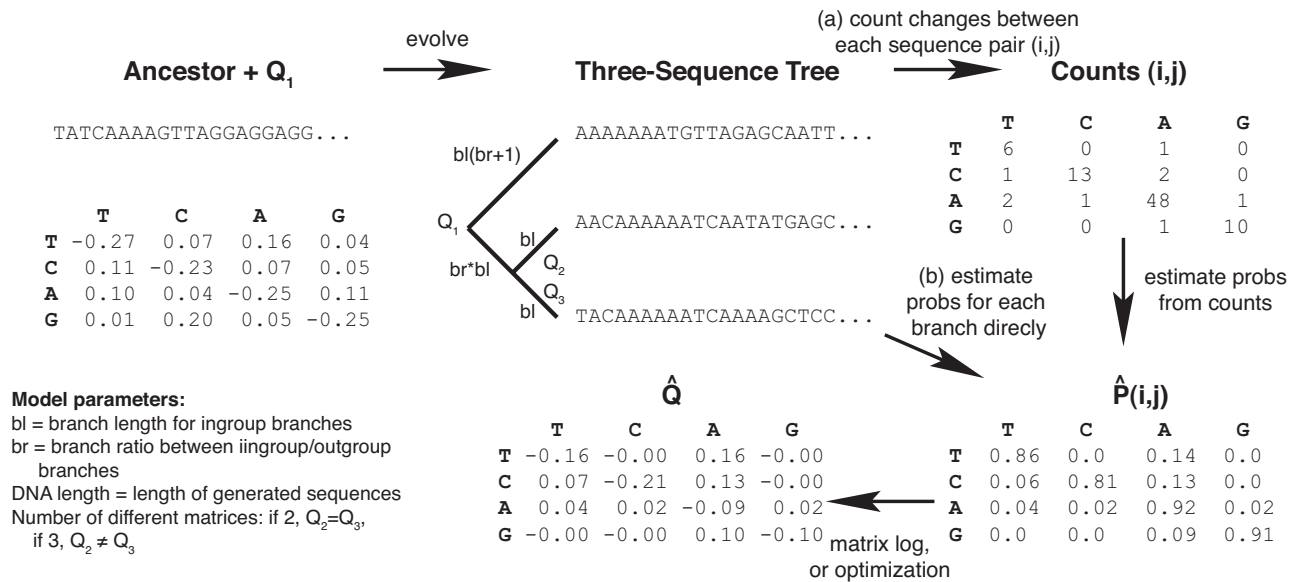 (a) count changes between
each sequence pair (i,j)
evolve
Ancestor + Q₁
Three-Sequence Tree
Counts (i,j)
TATCAAAAGTTAGGAGGAGG...
AAAAAAATGTTAGAGCAATT...
T C A G
T 6 0 1 0
C 1 13 2 0
A 2 1 48 1
G 0 0 1 10
bl(br+1)
T C A G
T -0.27 0.07 0.16 0.04
C 0.11 -0.23 0.07 0.05
A 0.10 0.04 -0.25 0.11
G 0.01 0.20 0.05 -0.25
Q₁
bl
AACAAAAAATCAATATGAGC...
Q₂
br*bl
Q₃
bl
TACAAAAAATCAAAAGCTCC...
(b) estimate
probs for each
branch direcly
estimate probs
from counts
Model parameters:
bl = branch length for ingroup branches
br = branch ratio between iingroup/outgroup
branches
DNA length = length of generated sequences
Number of different matrices: if 2, Q₂=Q₃,
if 3, Q₂ ≠ Q₃
Q̂
T C A G
T -0.16 -0.00 0.16 -0.00
C 0.07 -0.21 0.13 -0.00
A 0.04 0.02 -0.09 0.02
G -0.00 -0.00 0.10 -0.10
P̂(i,j)
T C A G
T 0.86 0.0 0.14 0.0
C 0.06 0.81 0.13 0.0
A 0.04 0.02 0.92 0.02
G 0.0 0.0 0.09 0.91
matrix log,
or optimization